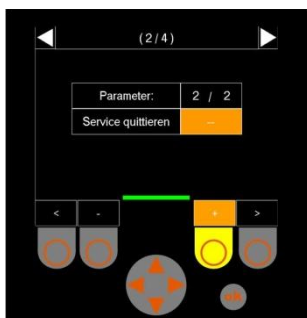 (2/4)
Parameter: 2 / 2
Service quittieren --
< - + >
OK